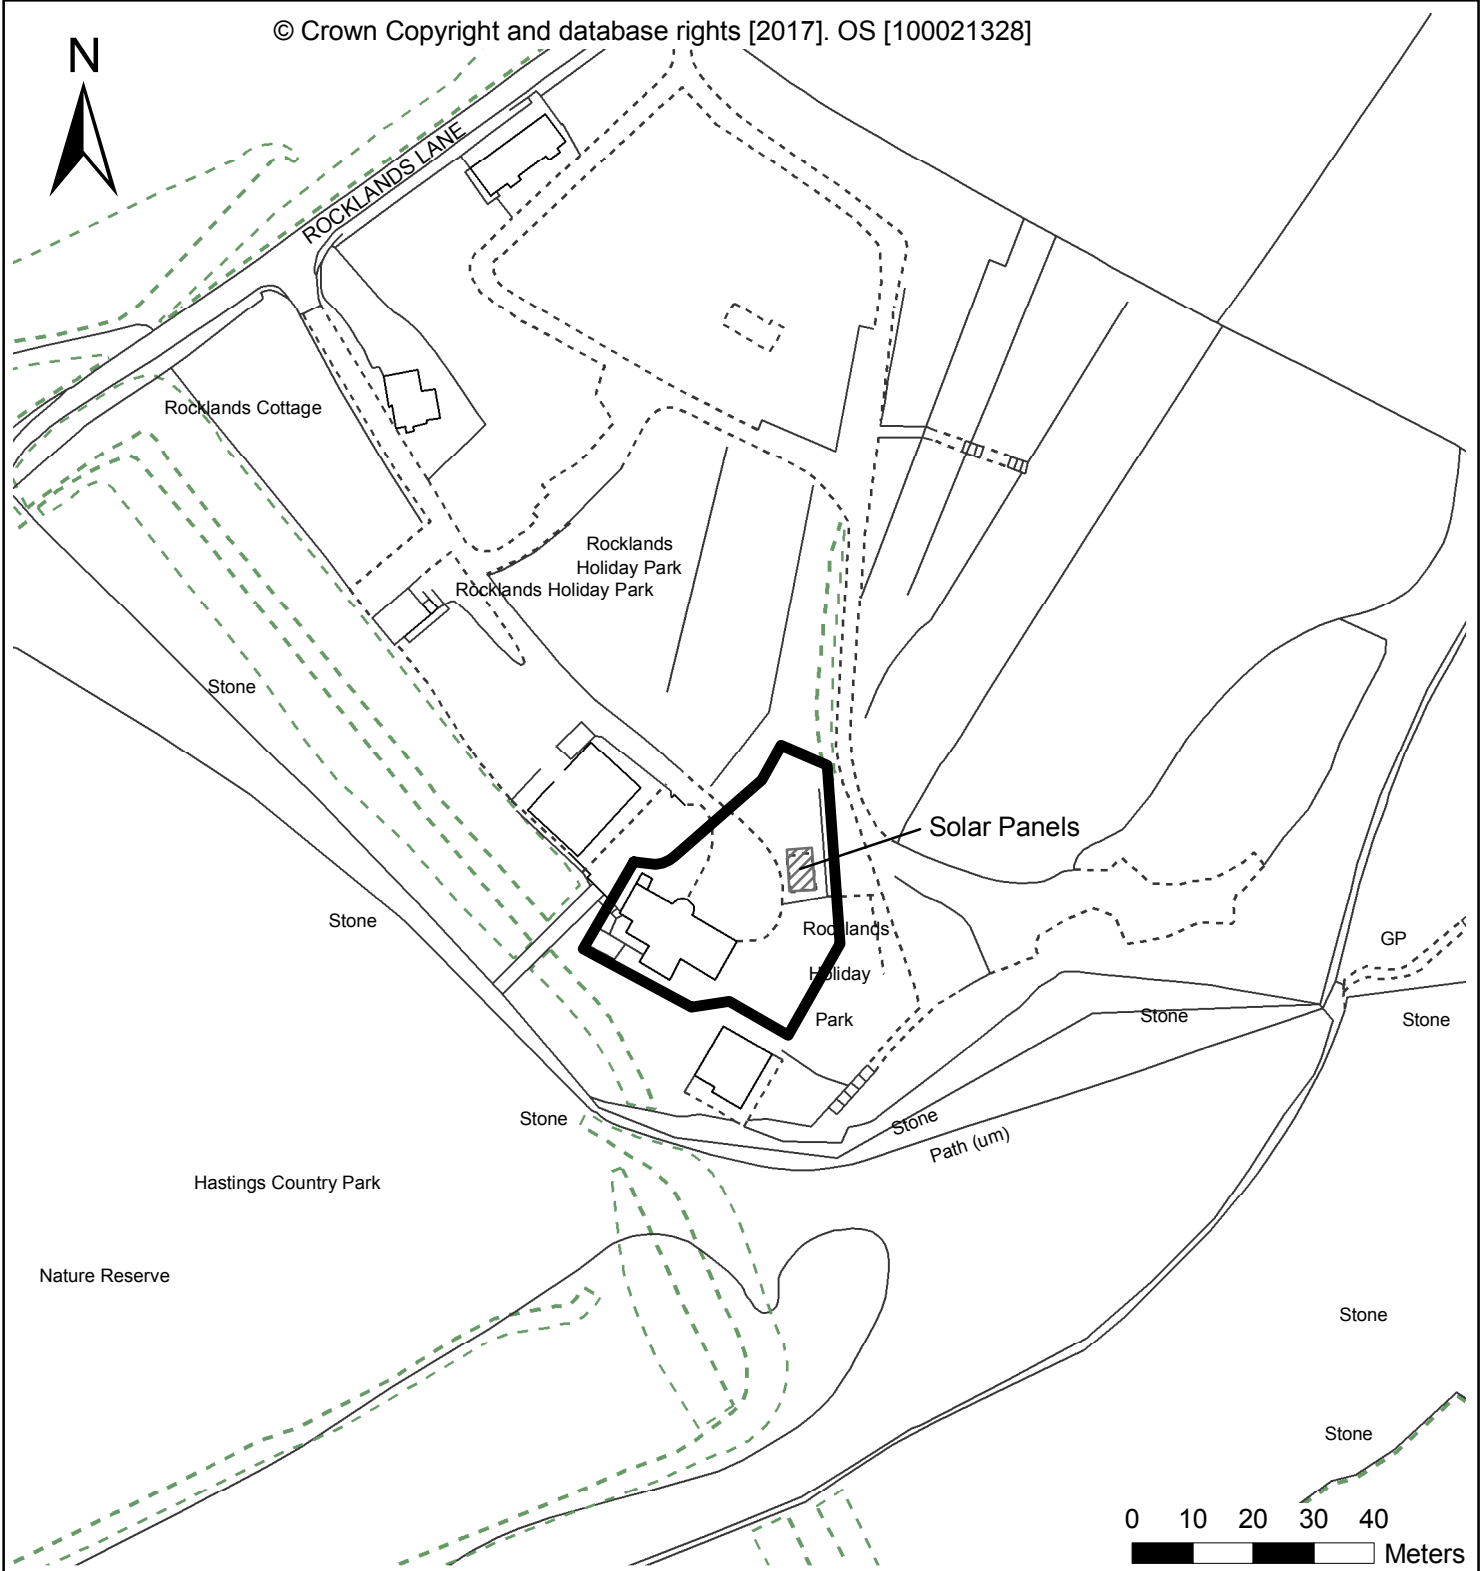 © Crown Copyright and database rights [2017]. OS [100021328]
N
ROCKLANDS LANE
Rocklands Cottage
Rocklands
Holiday Park
Rocklands Holiday Park
Stone
Solar Panels
Stone
Rocklands
Holiday
Park
GP
Stone
Stone
Stone
Stone
Path (um)
Hastings Country Park
Nature Reserve
Stone
Stone
0 10 20 30 40
Meters